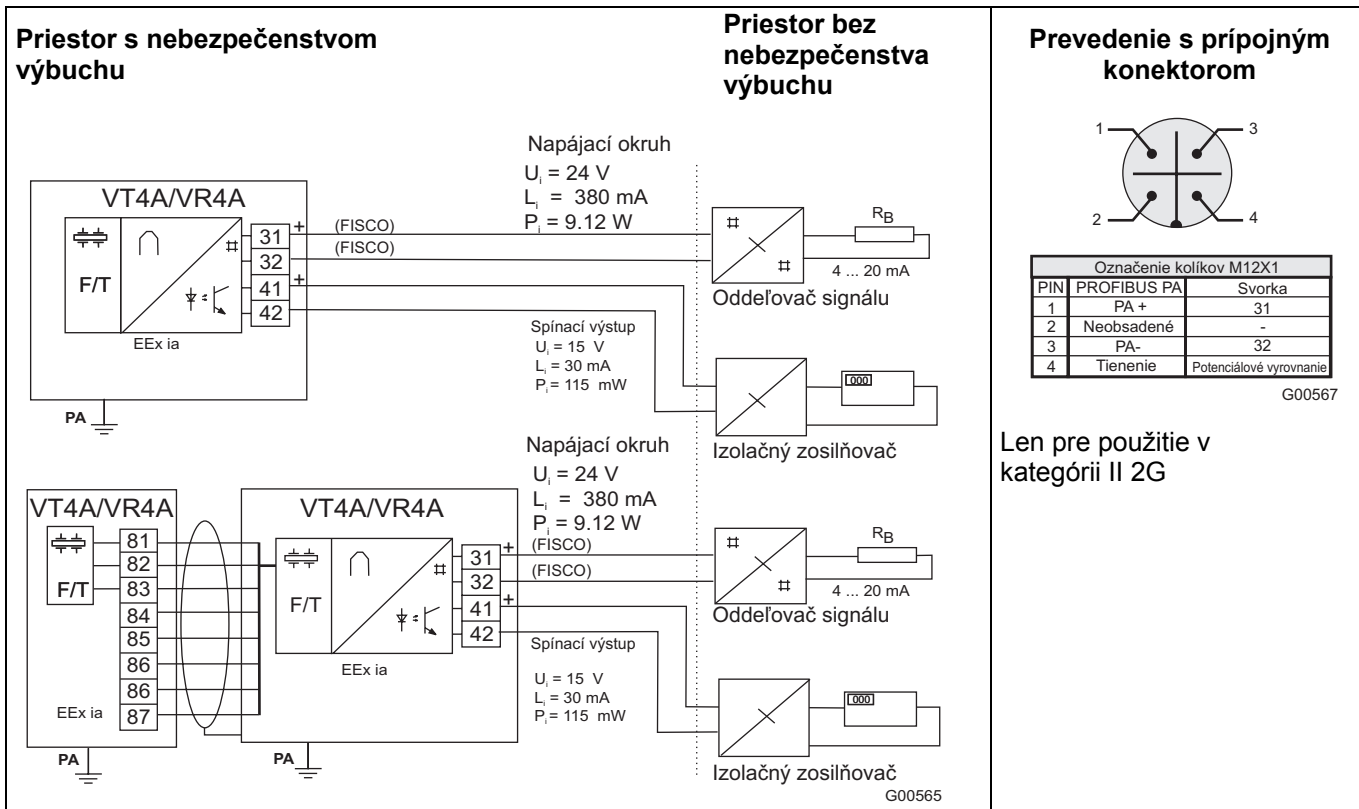 Priestor s nebezpečenstvom
výbuchu
Priestor bez
nebezpečenstva
výbuchu
Napájací okruh
Ui = 24 V
Li = 380 mA
Pi = 9.12 W
VT4A/VR4A
F/T
EEx ia
31
32
41
42
+
+
(FISCO)
(FISCO)
PA
RB
4 ... 20 mA
Oddeľovač signálu
Spínací výstup
Ui = 15 V
Li = 30 mA
Pi = 115 mW
000
Izolačný zosilňovač
Napájací okruh
Ui = 24 V
Li = 380 mA
Pi = 9.12 W
VT4A/VR4A
F/T
81
82
83
84
85
86
86
87
EEx ia
PA
VT4A/VR4A
F/T
EEx ia
31
32
41
42
+
+
(FISCO)
(FISCO)
PA
RB
4 ... 20 mA
Oddeľovač signálu
Spínací výstup
Ui = 15 V
Li = 30 mA
Pi = 115 mW
000
Izolačný zosilňovač
G00565
Prevedenie s prípojným
konektorom
1
3
2
4
Označenie kolíkov M12X1
PIN PROFIBUS PA Svorka
1 PA + 31
2 Neobsadené -
3 PA- 32
4 Tienenie Potenciálové vyrovnanie
G00567
Len pre použitie v
kategórii II 2G